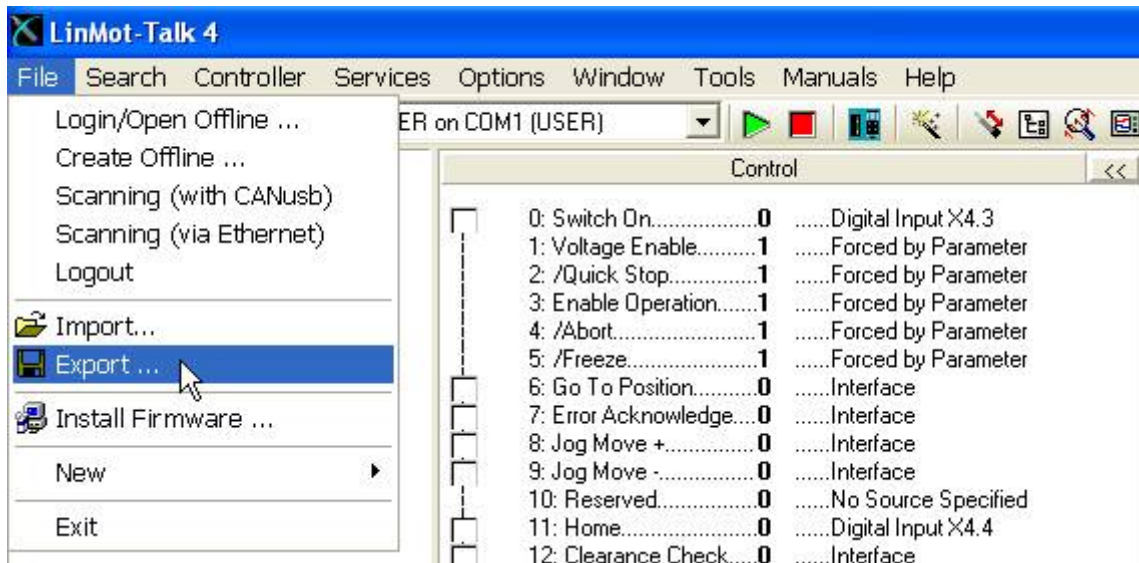 LinMot-Talk 4
File Search Controller Services Options Window Tools Manuals Help
Login/Open Offline ...
Create Offline ...
Scanning (with CANusb)
Scanning (via Ethernet)
Logout
Import...
Export ...
Install Firmware ...
New
Exit
ER on COM1 (USER)
Control <<
0: Switch On.................0 ......Digital Input X4.3
1: Voltage Enable..........1 ......Forced by Parameter
2: /Quick Stop...............1 ......Forced by Parameter
3: Enable Operation.......1 ......Forced by Parameter
4: /Abort........................1 ......Forced by Parameter
5: /Freeze......................1 ......Forced by Parameter
6: Go To Position...........0 ......Interface
7: Error Acknowledge....0 ......Interface
8: Jog Move +...............0 ......Interface
9: Jog Move -................0 ......Interface
10: Reserved.................0 ......No Source Specified
11: Home.......................0 ......Digital Input X4.4
12: Clearance Check.....0 ......Interface